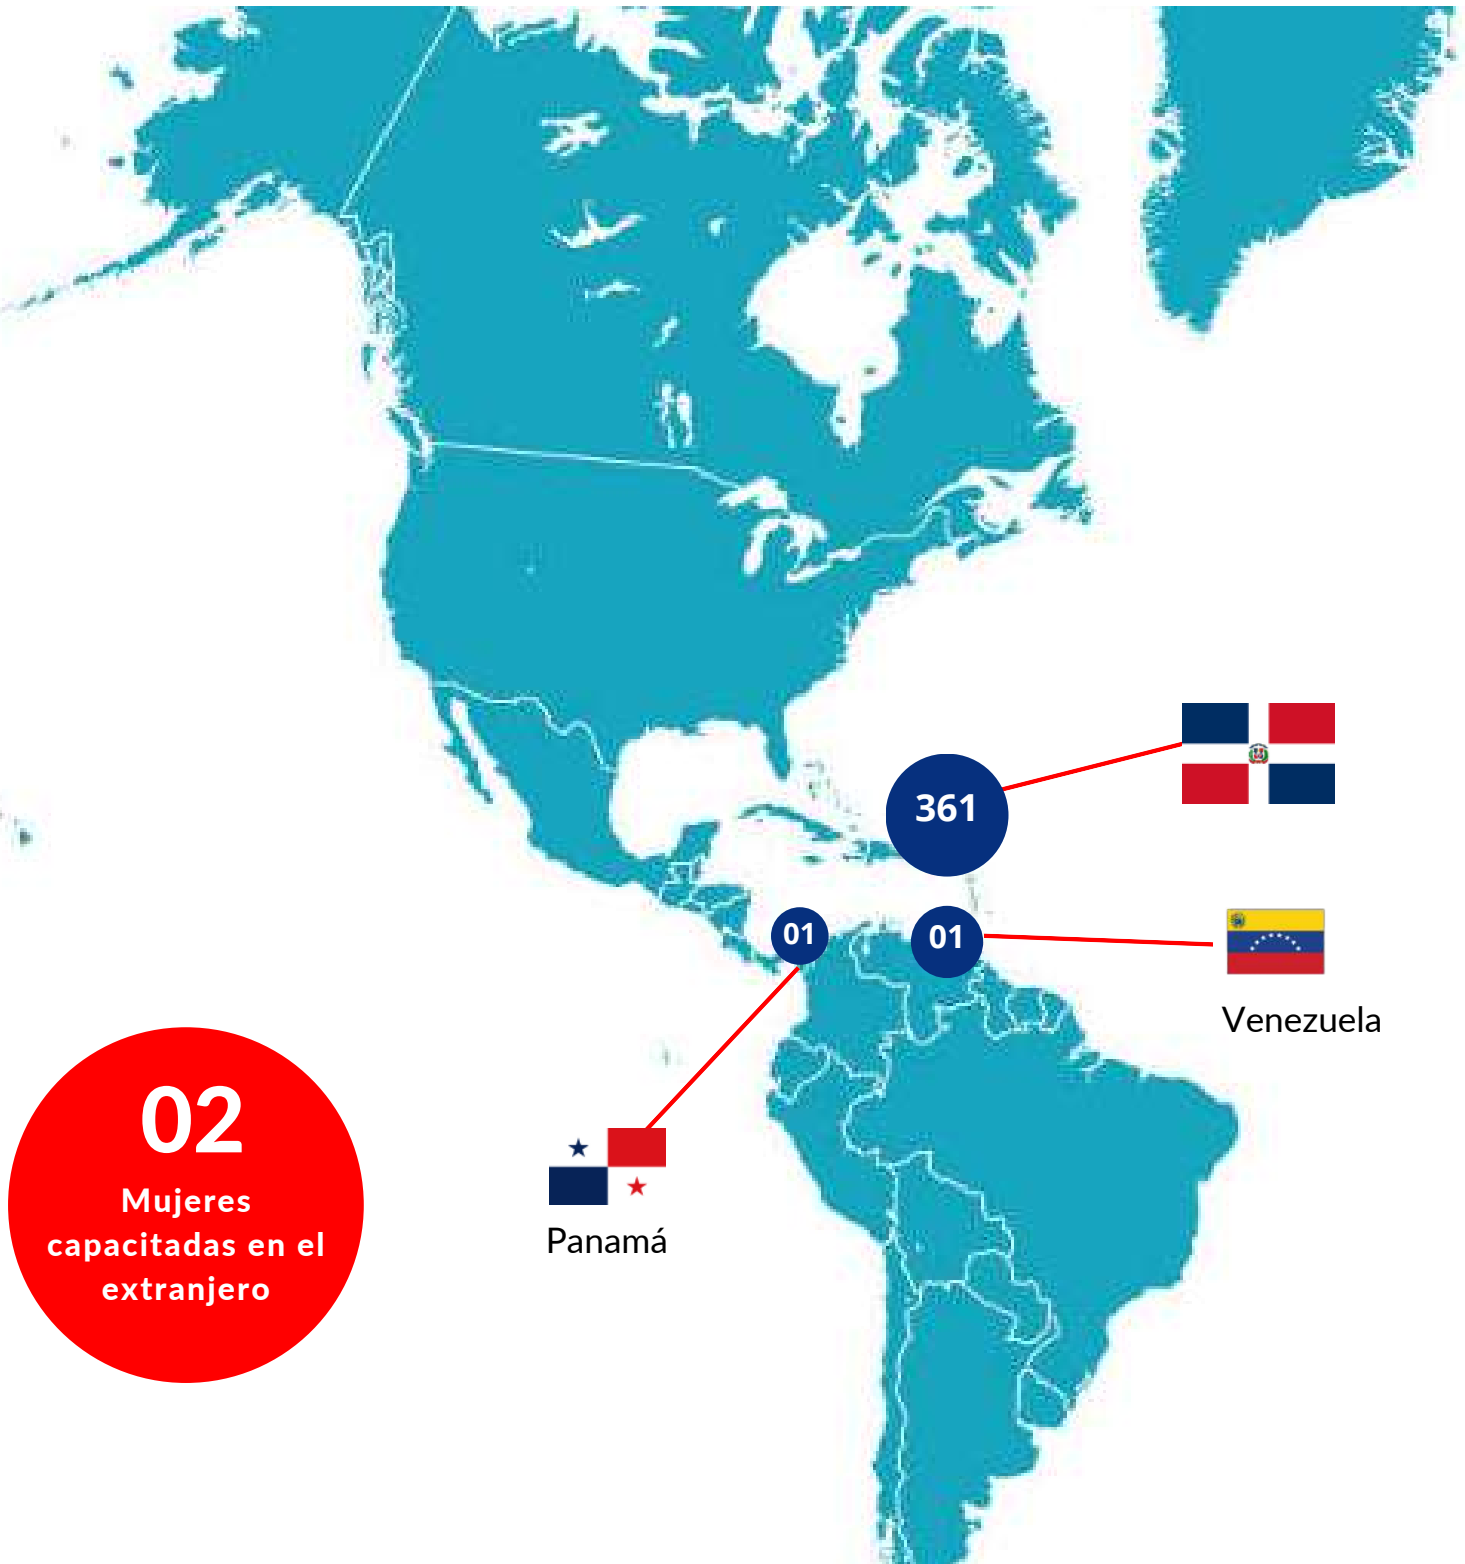 361
01
01
Venezuela
02
Mujeres
capacitadas en el
extranjero
Panamá